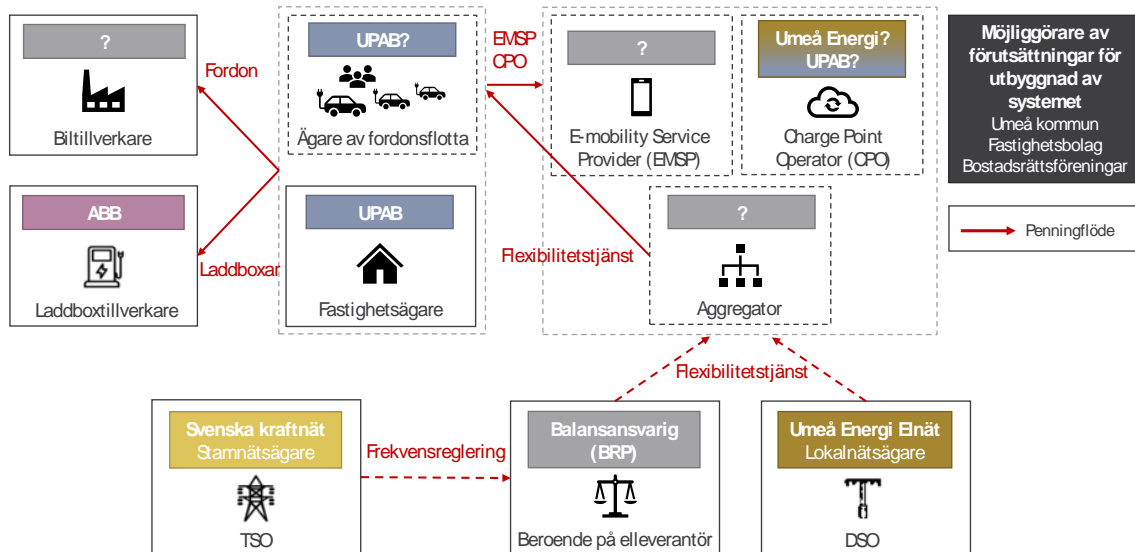 ?
Biltillverkare
Fordon
ABB
Laddboxtillverkare
Laddboxar
UPAB?
Ägare av fordonsflotta
UPAB
Fastighetsägare
EMSP
CPO
?
E-mobility Service
Provider (EMSP)
Umeå Energi?
UPAB?
Charge Point
Operator (CPO)
?
Aggregator
Flexibilitetstjänst
Möjliggörare av
förutsättningar för
utbyggnad av
systemet
Umeå kommun
Fastighetsbolag
Bostadsrättsföreningar
Penningflöde
Flexibilitetstjänst
Svenska kraftnät
Stamnätsägare
TSO
Frekvensreglering
Balansansvarig
(BRP)
Beroende på elleverantör
Umeå Energi Elnät
Lokalnätsägare
DSO